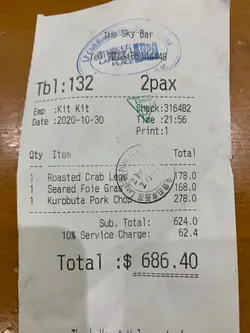 The Sky Bar
Tbl:132 2pax
Emp :Kit Kit Check:316482
Date :2020-10-30 Time :21:56
Print:1
Qty Item Total
1 Roasted Crab Legs 178.0
1 Seared Foie Gras 168.0
1 Kurobuta Pork Chop 278.0
Sub. Total: 624.0
10% Service Charge: 62.4
Total :$ 686.40